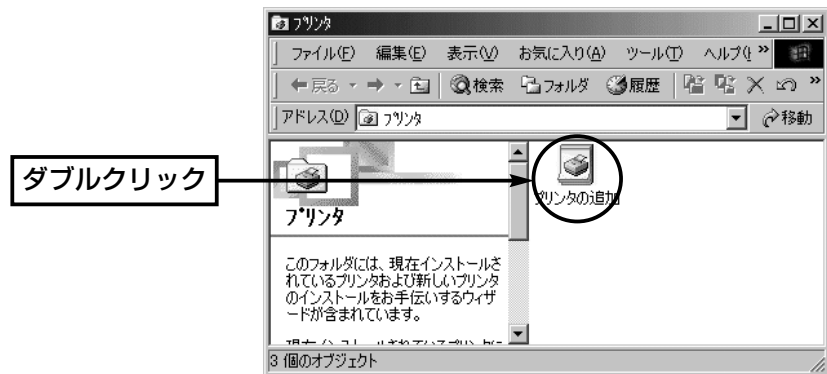 プリンタ
ファイル(F) 編集(E) 表示(V) お気に入り(A) ツール(T) ヘルプ( »
戻る 検索 フォルダ 履歴 »
アドレス(D) プリンタ 移動
ダブルクリック
プリンタの追加
プリンタ
このフォルダには、現在インストールさ
れているプリンタおよび新しいプリンタ
のインストールをお手伝いするウィザ
ードが含まれています。
3 個のオブジェクト